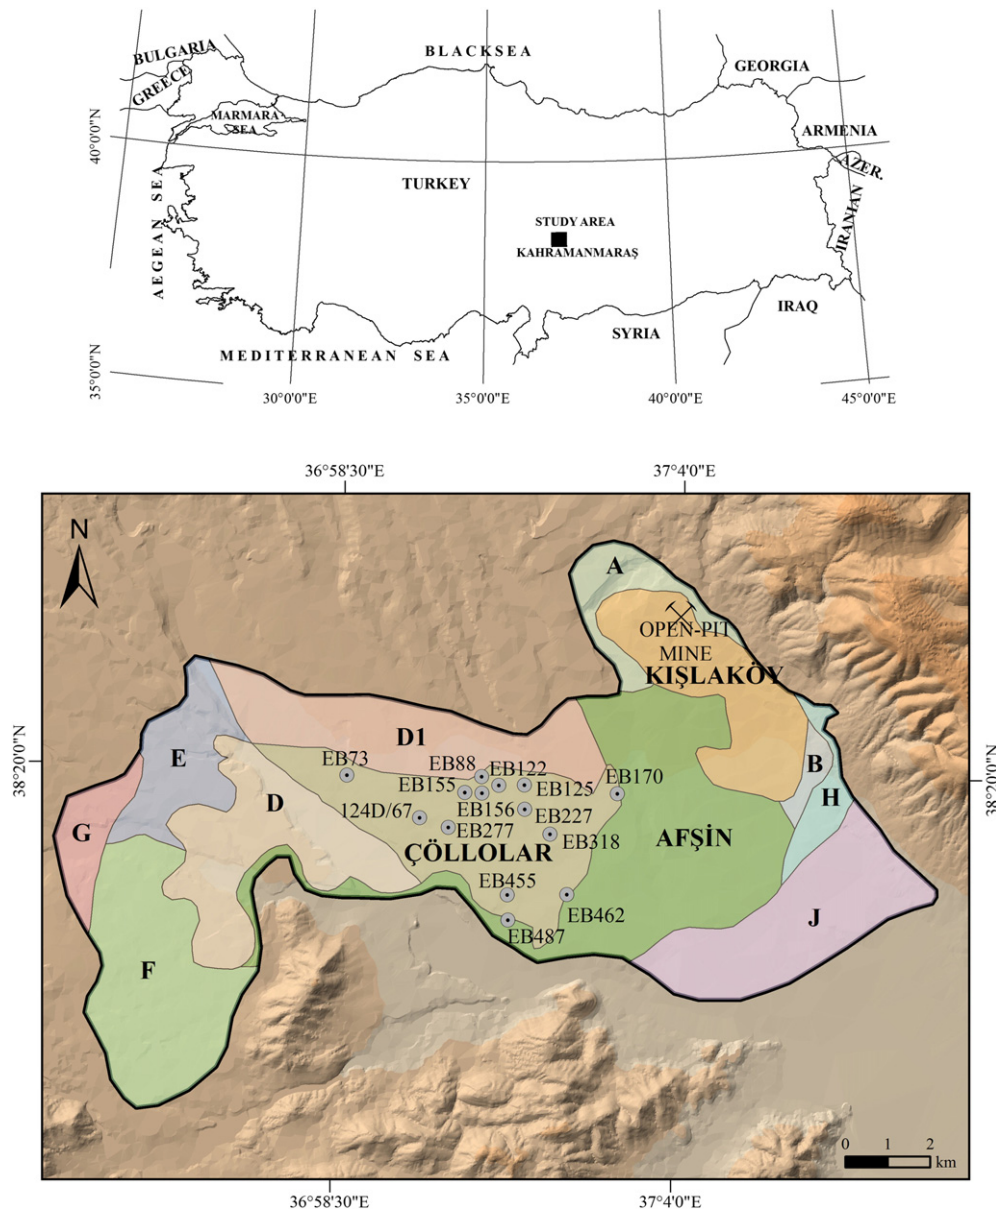 BULGARIA
BLACKSEA
GEORGIA
GREECE
MARMARA
SEA
ARMENIA
40°0'0"N
AZER.
TURKEY
AEGEAN SEA
STUDY AREA
IRANIAN
KAHRAMANMARAŞ
IRAQ
SYRIA
MEDITERRANEAN SEA
35°0'0"N
30°0'0"E
35°0'0"E
40°0'0"E
45°0'0"E
36°58'30"E
37°4'0"E
N
A
OPEN-PIT
MINE
KIŞLAKÖY
D1
E
38°20'N
EB73
EB88
EB122
EB170
B
38°20'0"N
EB155
EB125
H
D
124D/67
EB156
EB227
G
EB277
EB318
AFŞİN
ÇÖLLOLAR
EB455
EB462
J
EB487
F
0 1 2
km
36°58'30"E
37°4'0"E